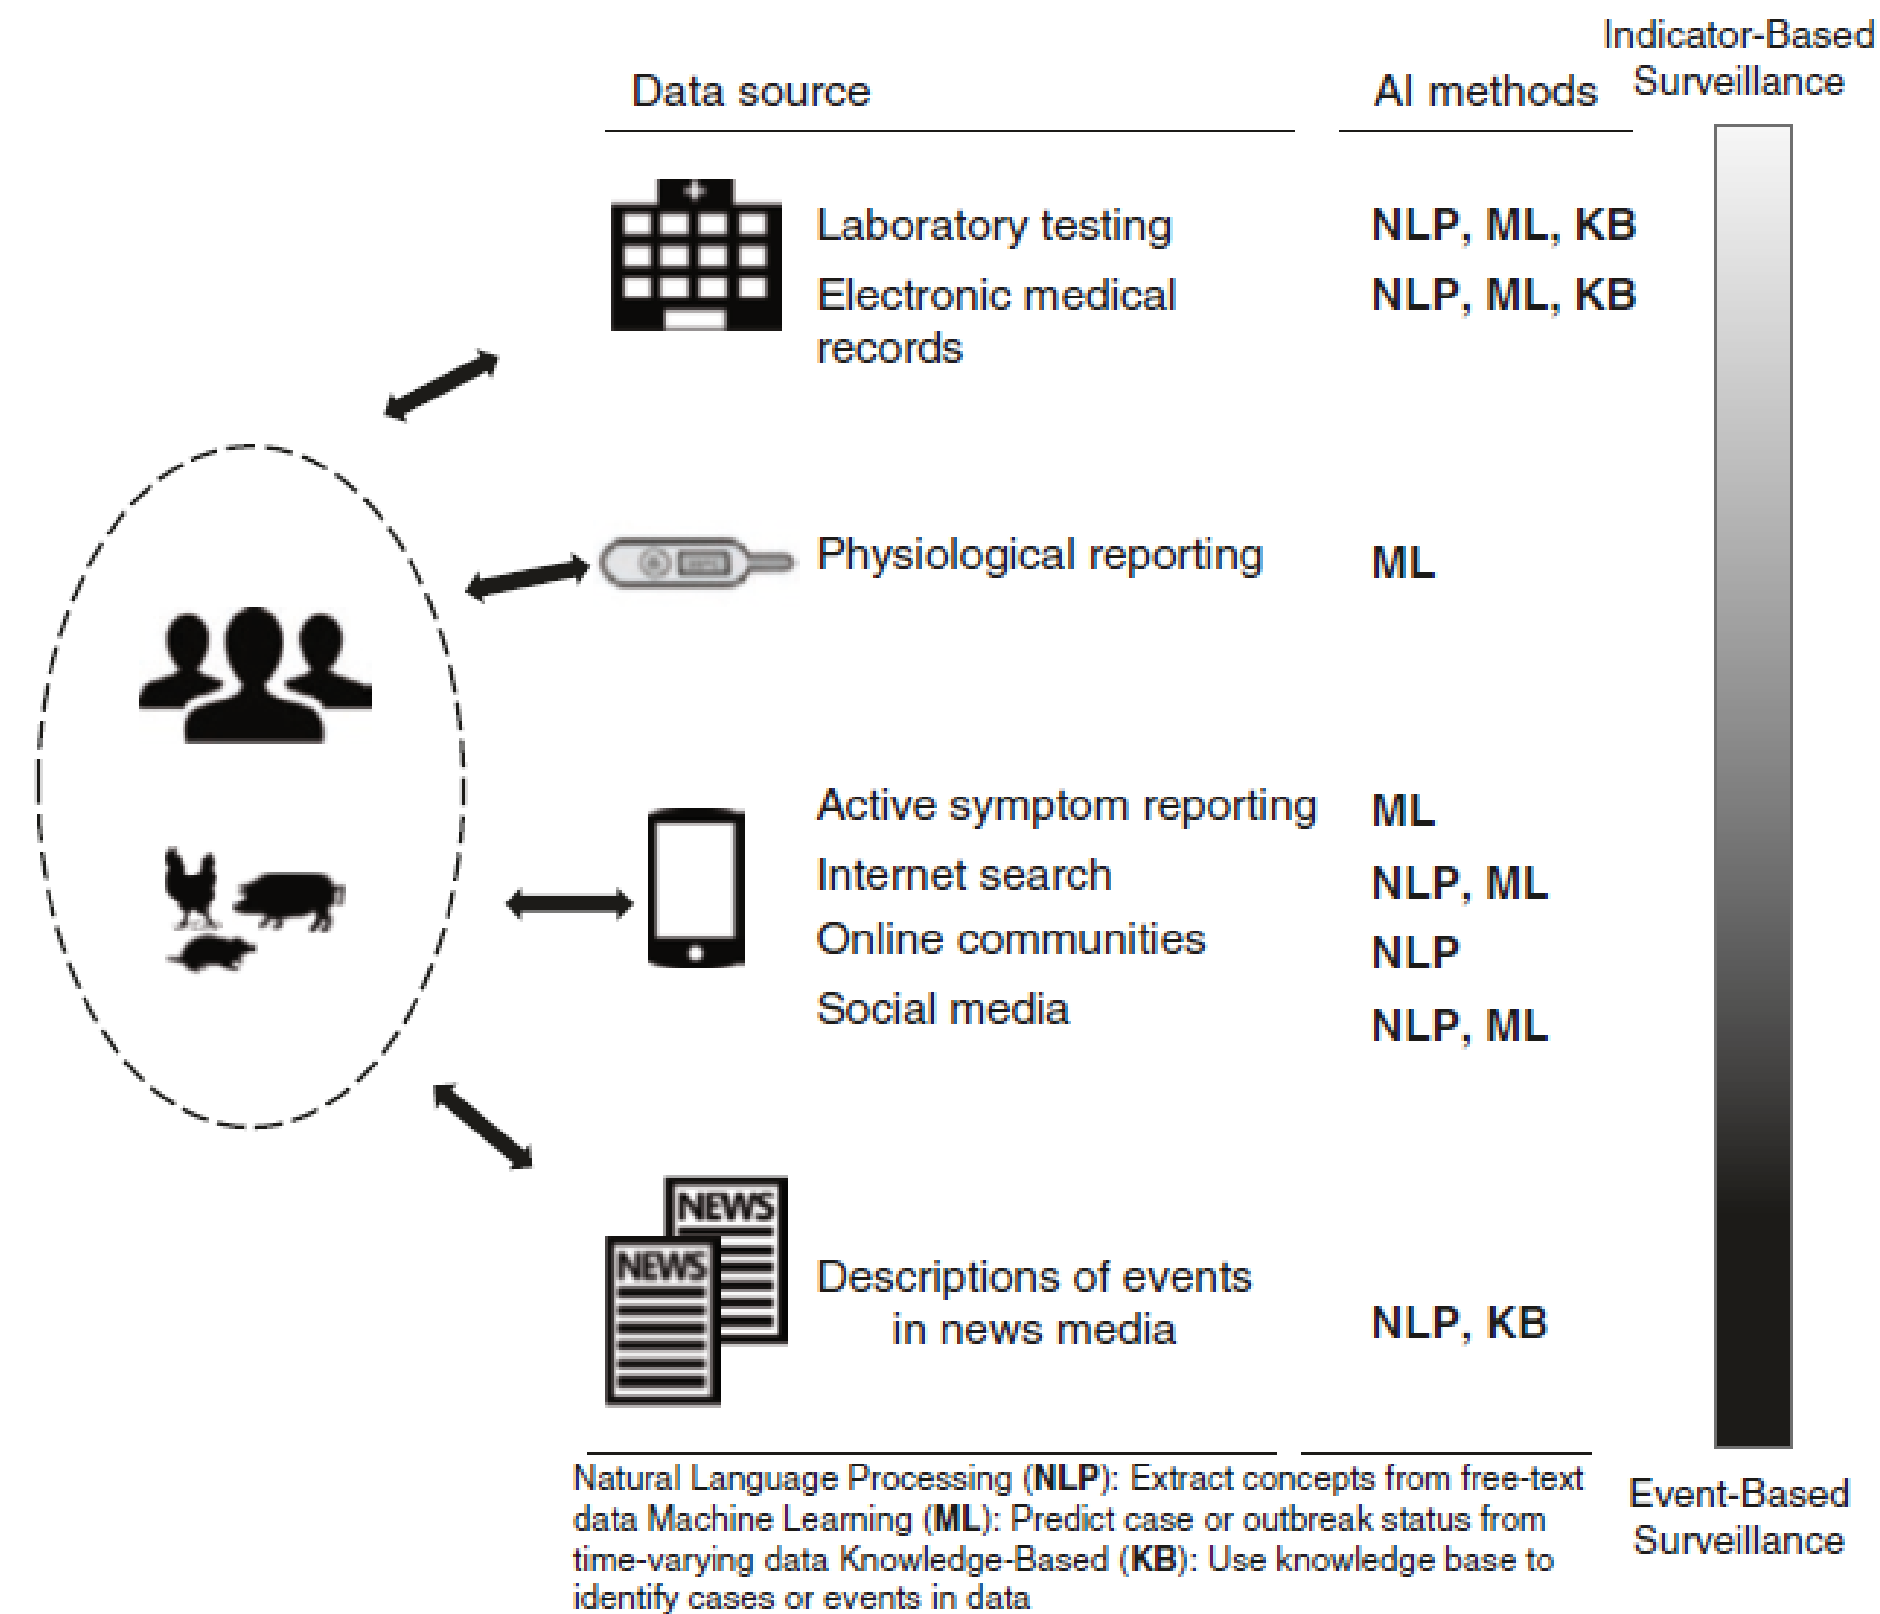 Indicator-Based
Surveillance
Data source
AI methods
Laboratory testing
NLP, ML, KB
Electronic medical
records
NLP, ML, KB
Physiological reporting
ML
Active symptom reporting
ML
Internet search
NLP, ML
Online communities
NLP
Social media
NLP, ML
NEWS
NEWS
Descriptions of events
in news media
NLP, KB
Natural Language Processing (NLP): Extract concepts from free-text
data Machine Learning (ML): Predict case or outbreak status from
time-varying data Knowledge-Based (KB): Use knowledge base to
identify cases or events in data
Event-Based
Surveillance